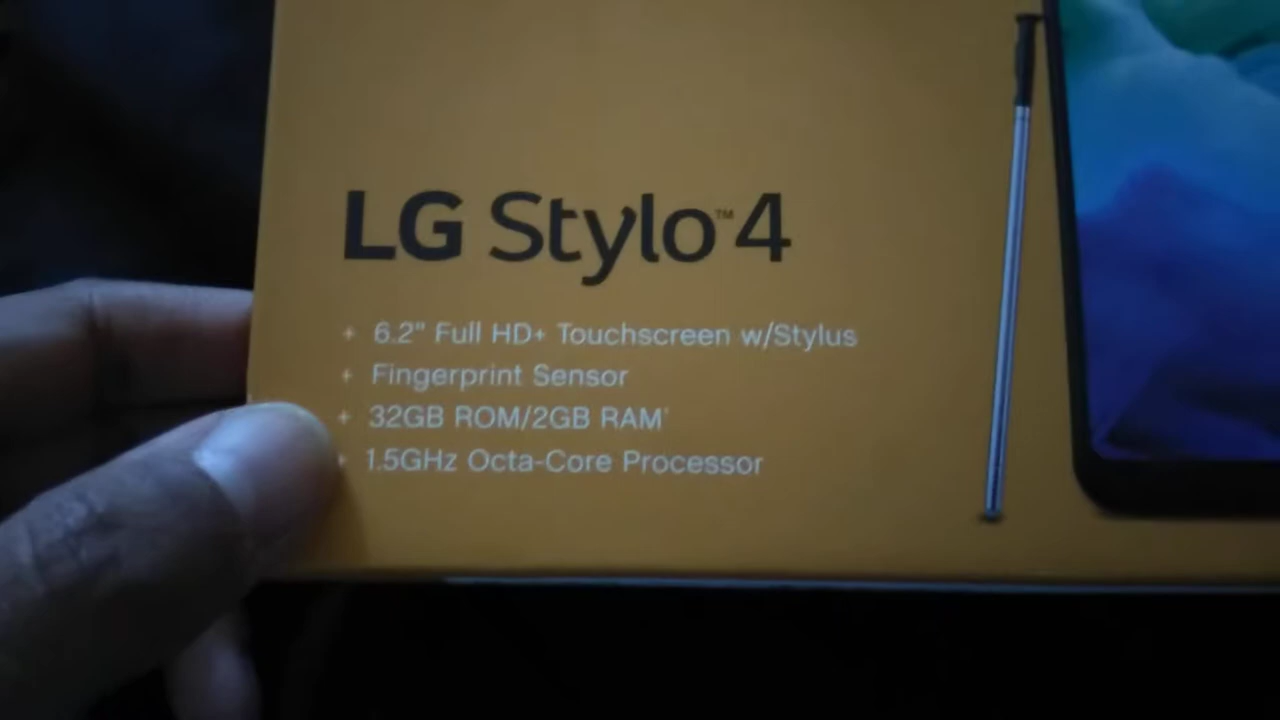 LG Stylo™4
+ 6.2" Full HD+ Touchscreen w/Stylus
+ Fingerprint Sensor
+ 32GB ROM/2GB RAM*
+ 1.5GHz Octa-Core Processor